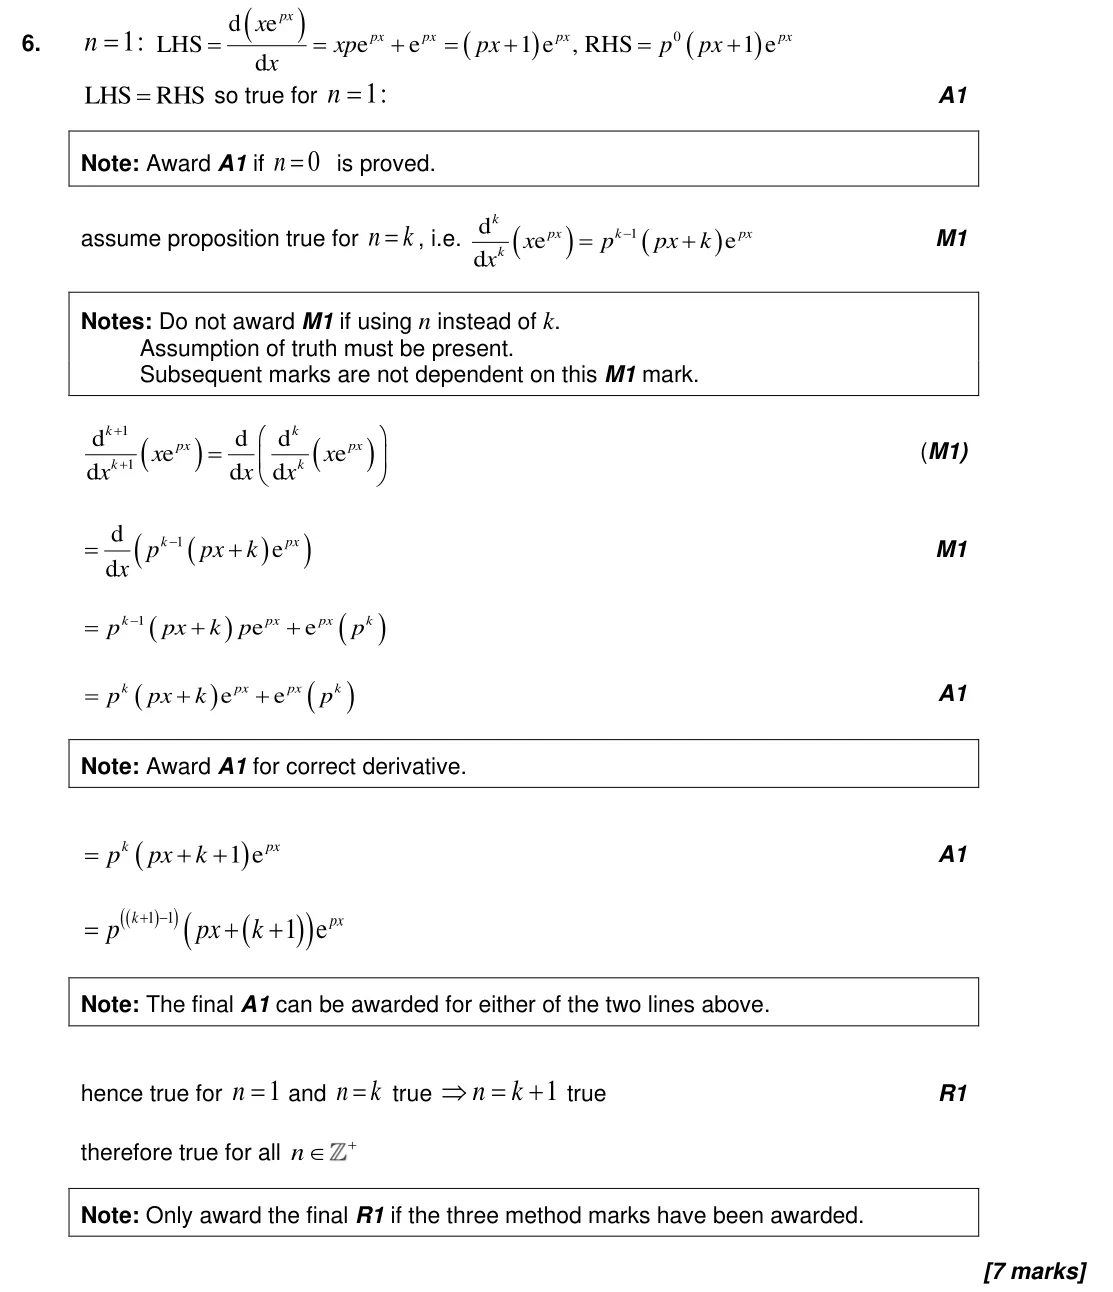 6. n = 1: LHS = d(xe^{px})/dx = xpe^{px} + e^{px} = (px + 1)e^{px}, RHS = p^0 (px + 1)e^{px}
LHS = RHS so true for n = 1: A1
Note: Award A1 if n = 0 is proved.
assume proposition true for n = k, i.e. d^k/dx^k (xe^{px}) = p^{k−1} (px + k)e^{px} M1
Notes: Do not award M1 if using n instead of k.
Assumption of truth must be present.
Subsequent marks are not dependent on this M1 mark.
d^{k+1}/dx^{k+1} (xe^{px}) = d/dx (d^k/dx^k (xe^{px})) (M1)
= d/dx (p^{k−1} (px + k)e^{px}) M1
= p^{k−1} (px + k) pe^{px} + e^{px} (p^k)
= p^k (px + k)e^{px} + e^{px} (p^k) A1
Note: Award A1 for correct derivative.
= p^k (px + k + 1)e^{px} A1
= p^{((k+1)−1)} (px + (k + 1))e^{px}
Note: The final A1 can be awarded for either of the two lines above.
hence true for n = 1 and n = k true ⇒ n = k + 1 true R1
therefore true for all n ∈ ℤ^+
Note: Only award the final R1 if the three method marks have been awarded.
[7 marks]